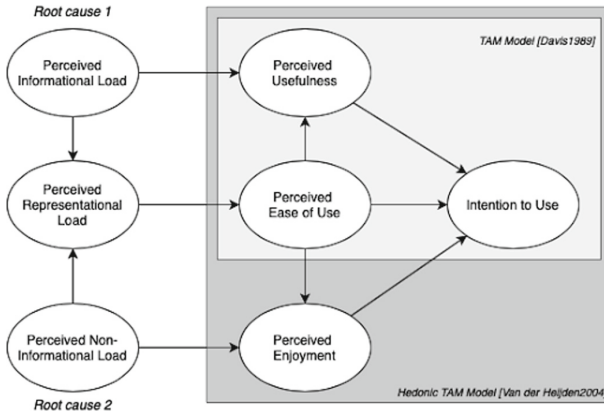 Root cause 1
TAM Model [Davis1989]
Perceived
Informational Load
Perceived
Usefulness
Perceived
Representational
Load
Perceived
Ease of Use
Intention to Use
Perceived Non-
Informational Load
Perceived
Enjoyment
Hedonic TAM Model [Van der Heijden2004
Root cause 2